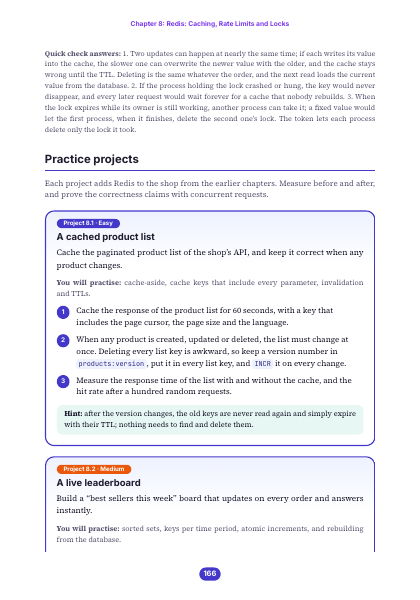 Chapter 8: Redis: Caching, Rate Limits and Locks
Quick check answers: 1. Two updates can happen at nearly the same time; if each writes its value
into the cache, the slower one can overwrite the newer value with the older, and the cache stays
wrong until the TTL. Deleting is the same whatever the order, and the next read loads the current
value from the database. 2. If the process holding the lock crashed or hung, the key would never
disappear, and every later request would wait forever for a cache that nobody rebuilds. 3. When
the lock expires while its owner is still working, another process can take it; a fixed value would
let the first process, when it finishes, delete the second one's lock. The token lets each process
delete only the lock it took.
Practice projects
Each project adds Redis to the shop from the earlier chapters. Measure before and after,
and prove the correctness claims with concurrent requests.
Project 8.1 · Easy
A cached product list
Cache the paginated product list of the shop's API, and keep it correct when any
product changes.
You will practise: cache-aside, cache keys that include every parameter, invalidation
and TTLs.
1 Cache the response of the product list for 60 seconds, with a key that
includes the page cursor, the page size and the language.
2 When any product is created, updated or deleted, the list must change at
once. Deleting every list key is awkward, so keep a version number in
products:version, put it in every list key, and INCR it on every change.
3 Measure the response time of the list with and without the cache, and the
hit rate after a hundred random requests.
Hint: after the version changes, the old keys are never read again and simply expire
with their TTL; nothing needs to find and delete them.
Project 8.2 · Medium
A live leaderboard
Build a “best sellers this week” board that updates on every order and answers
instantly.
You will practise: sorted sets, keys per time period, atomic increments, and rebuilding
from the database.
166